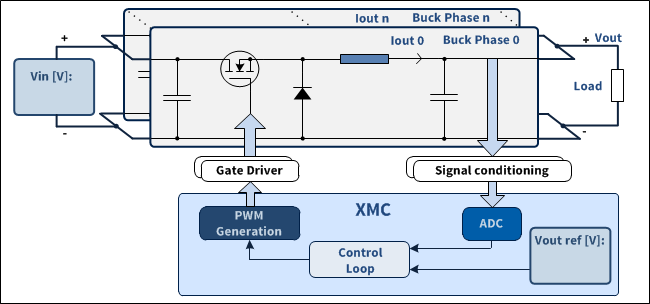 Iout n Buck Phase n
Iout 0 Buck Phase 0
+
+ Vout
Vin [V]:
Load
-
-
Gate Driver
Signal conditioning
XMC
PWM
Generation
ADC
Vout ref [V]:
Control
Loop